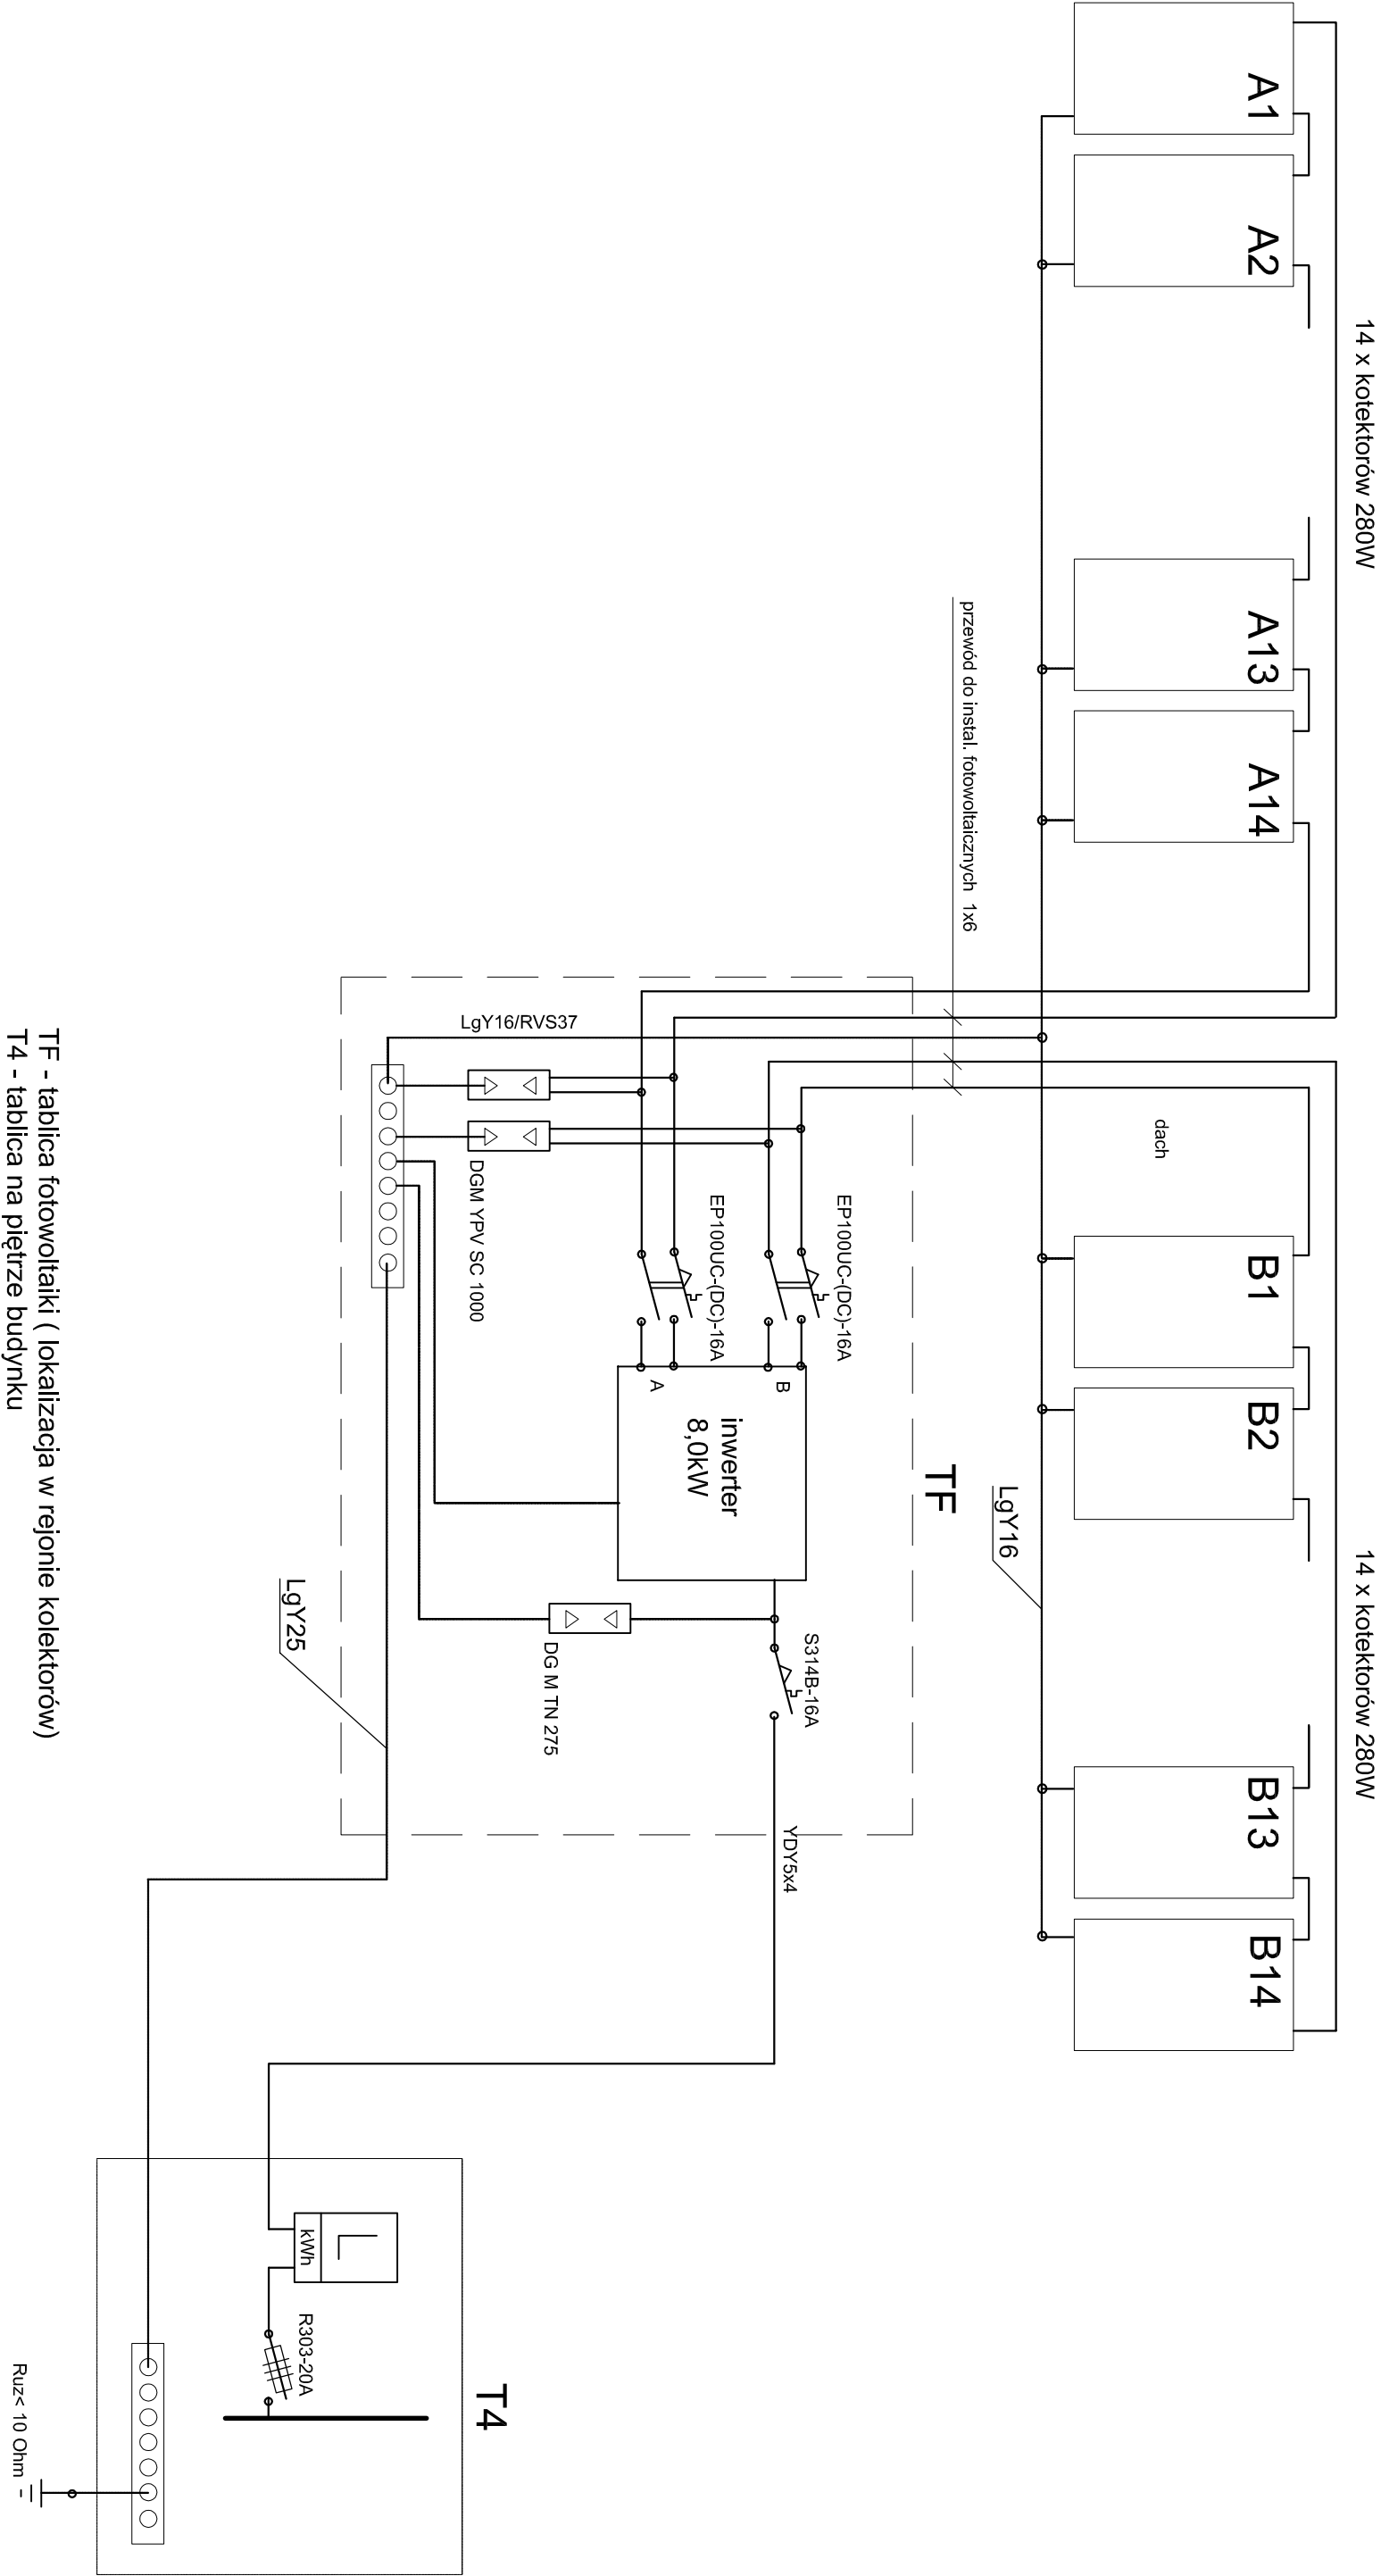 14 x kotektorów 280W
14 x kotektorów 280W
A1
A2
A13
A14
B1
B2
B13
B14
dach
LgY16
przewód do instal. fotowoltaicznych 1x6
TF
LgY16/RVS37
EP100UC-(DC)-16A
EP100UC-(DC)-16A
B
A
inwerter
8,0kW
S314B-16A
YDY5x4
DGM YPV SC 1000
DG M TN 275
LgY25
T4
kWh
R303-20A
Ruz< 10 Ohm
TF - tablica fotowoltaiki ( lokalizacja w rejonie kolektorów)
T4 - tablica na piętrze budynku